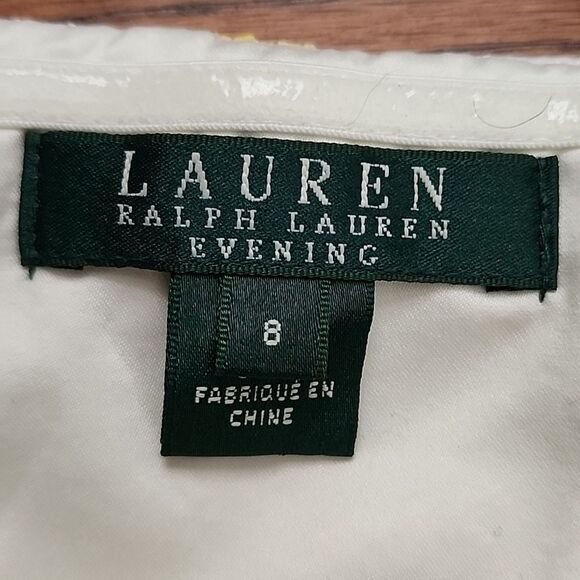 LAUREN
RALPH LAUREN
EVENING
8
FABRIQUÉ EN
CHINE